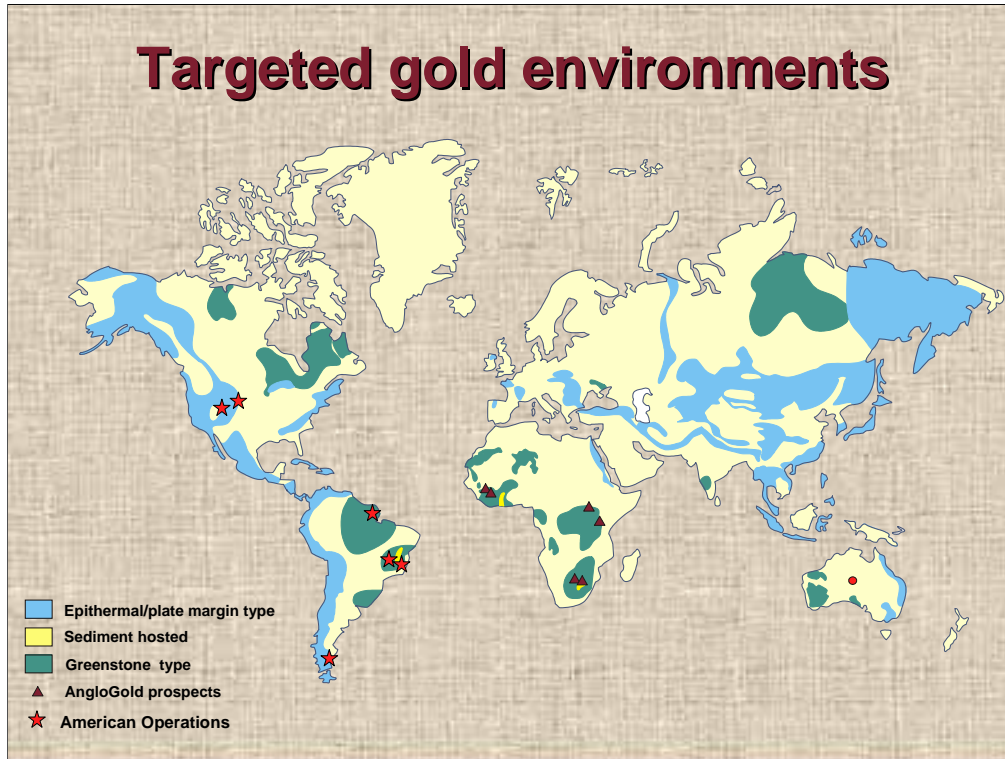 Targeted gold environments
Epithermal/plate margin type
Sediment hosted
Greenstone type
AngloGold prospects
American Operations